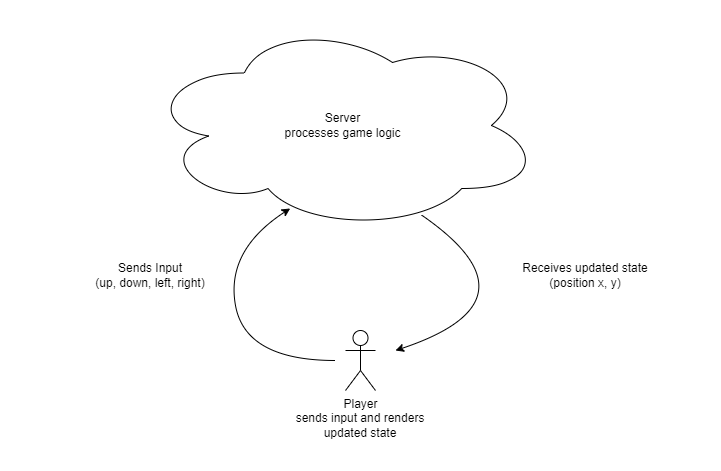 Server
processes game logic
Sends Input
(up, down, left, right)
Receives updated state
(position x, y)
Player
sends input and renders
updated state